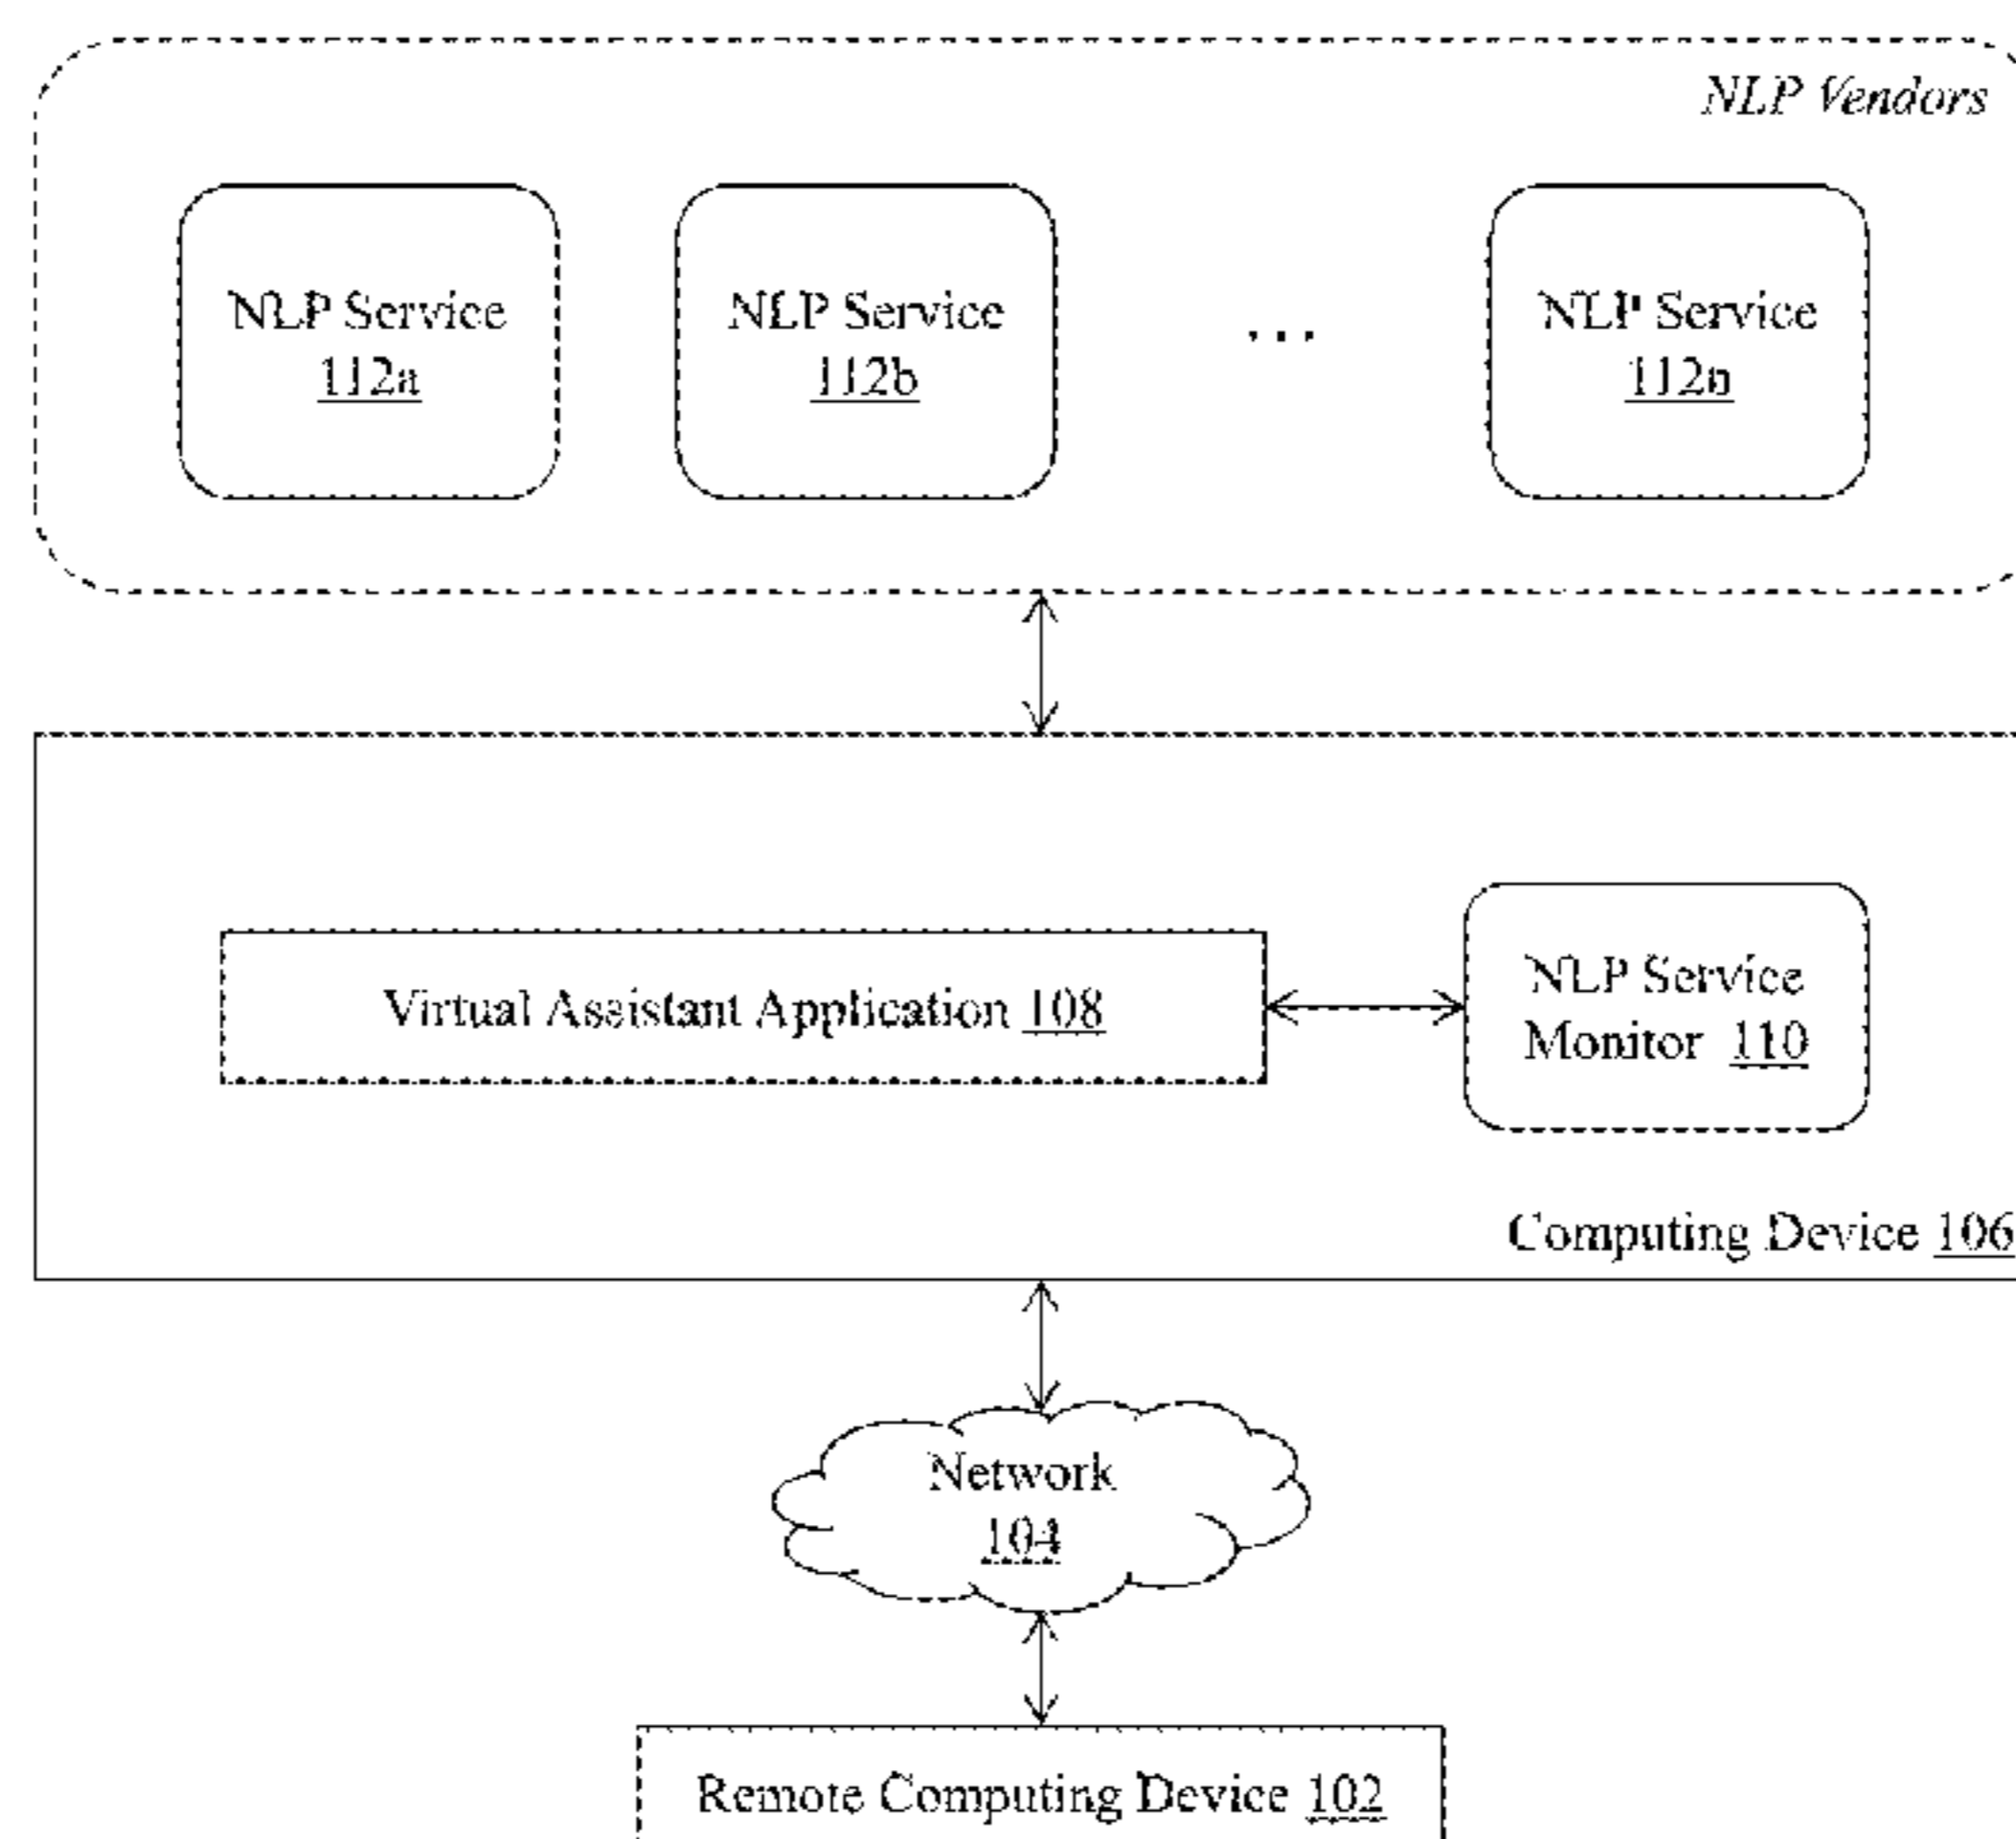 NLP Vendors
NLP Service
112a
NLP Service
112b
...
NLP Service
112n
Virtual Assistant Application 108
NLP Service
Monitor 110
Computing Device 106
Network
104
Remote Computing Device 102